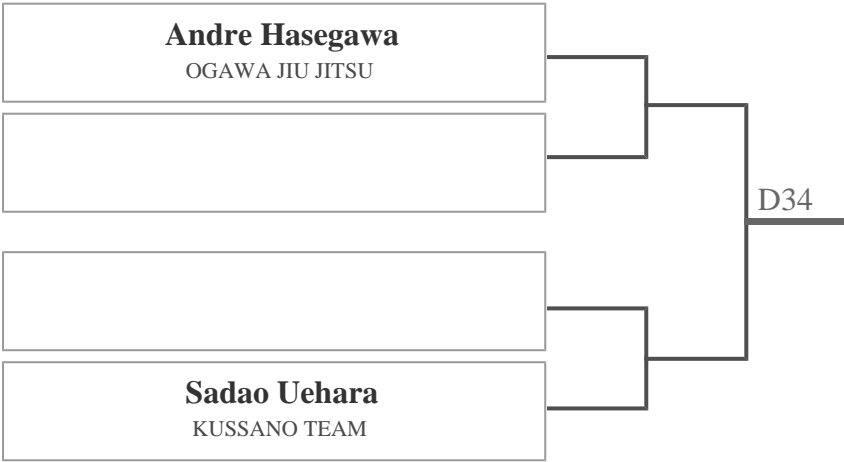 Andre Hasegawa
OGAWA JIU JITSU
D34
Sadao Uehara
KUSSANO TEAM